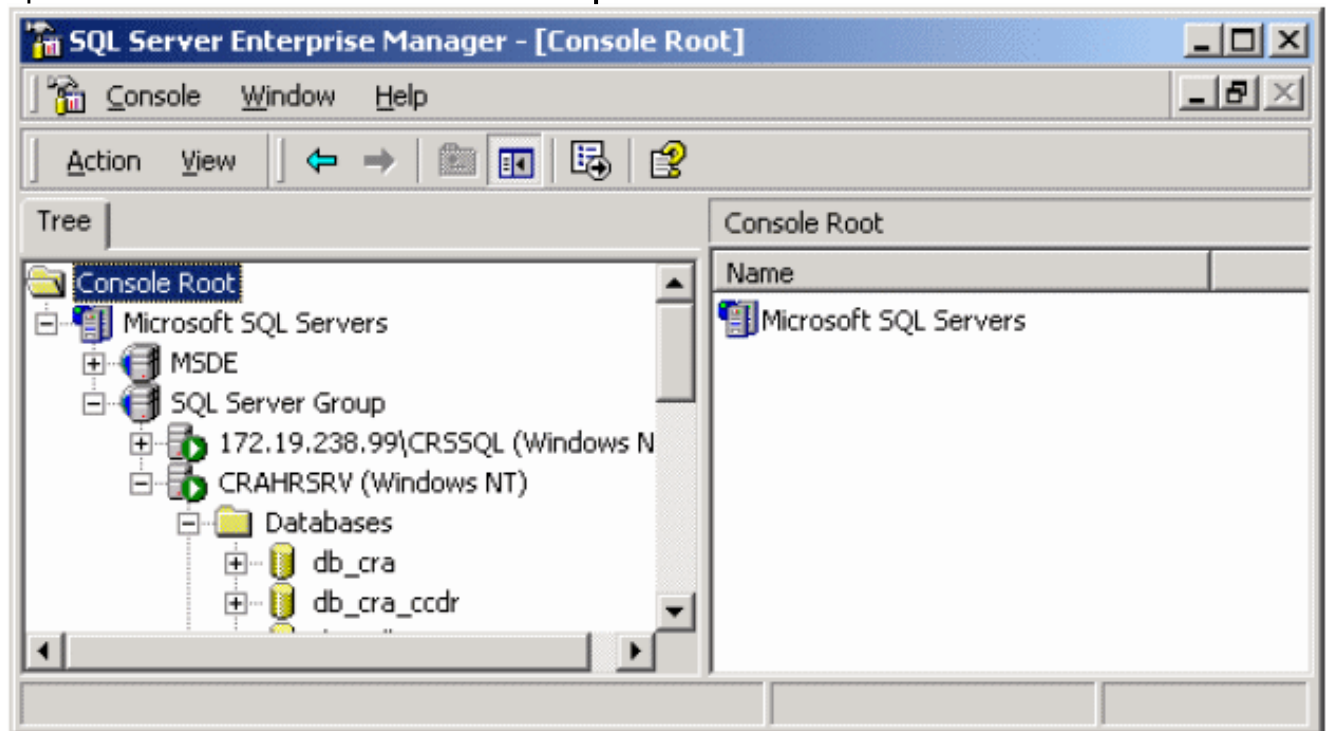 SQL Server Enterprise Manager - [Console Root]
Console Window Help
Action View
Tree
Console Root
Name
Console Root
Microsoft SQL Servers
MSDE
SQL Server Group
172.19.238.99\CRSSQL (Windows N
CRAHRSRV (Windows NT)
Databases
db_cra
db_cra_ccdr
Microsoft SQL Servers